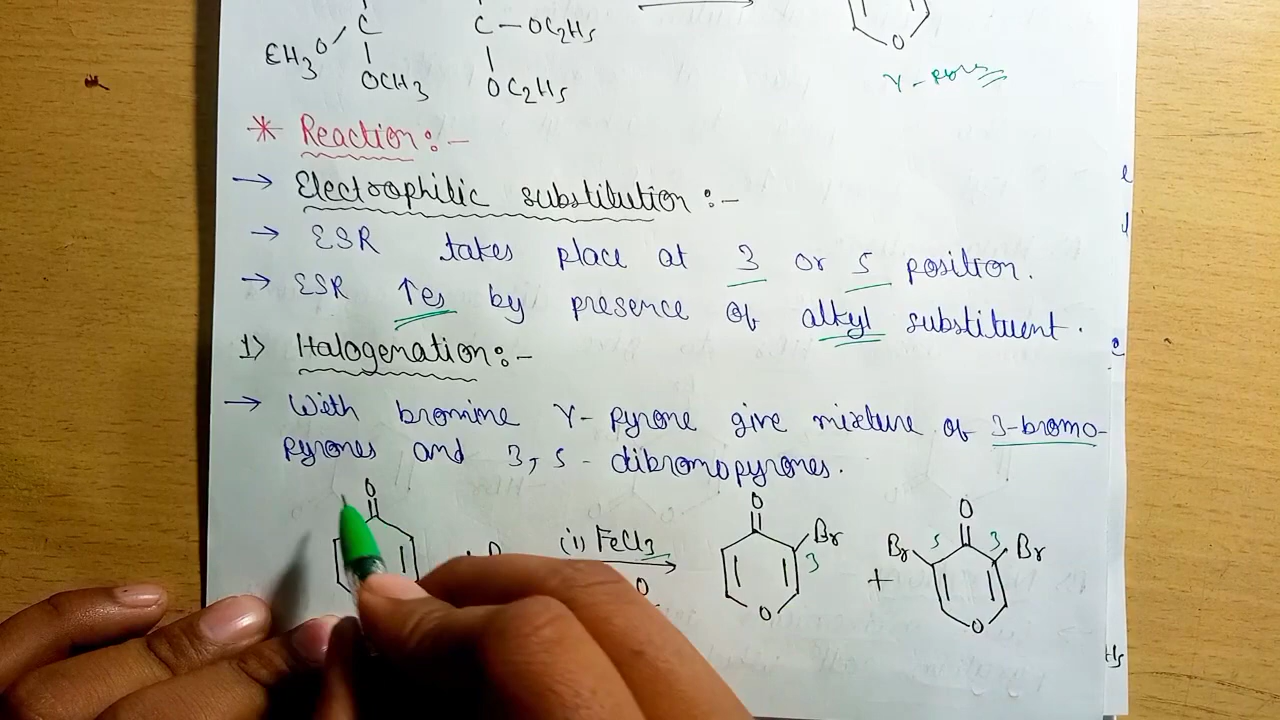 C
C – OC₂H₅
O
CH₃O
OCH₃
OC₂H₅
* Reaction :-
→ Electrophilic substitution :-
→ ESR takes place at 3 or 5 position.
→ ESR ↑es by presence of alkyl substituent.
1) Halogenation :-
→ With bromine γ- pyrone give mixture of 3-bromo-
pyrones and 3,5 - dibromopyrones.
O
(i) FeCl₃
O
Br
3
O
+
O
Br
5
3
Br
O